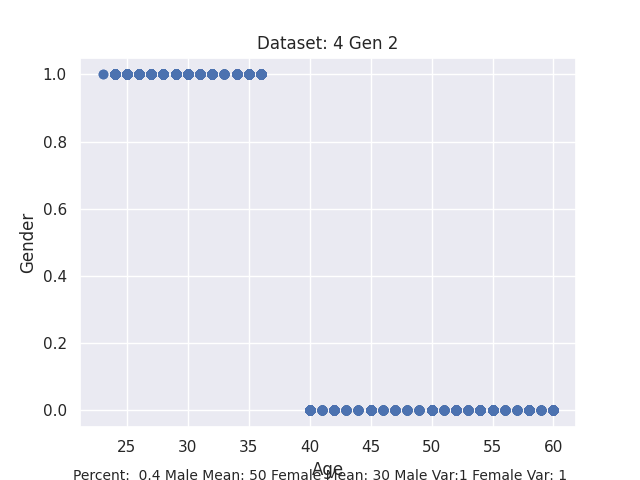 Dataset: 4 Gen 2
1.0
0.8
0.6
0.4
0.2
0.0
Gender
25 30 35 40 45 50 55 60
Age
Percent:  0.4 Male Mean: 50 Female Mean: 30 Male Var:1 Female Var: 1